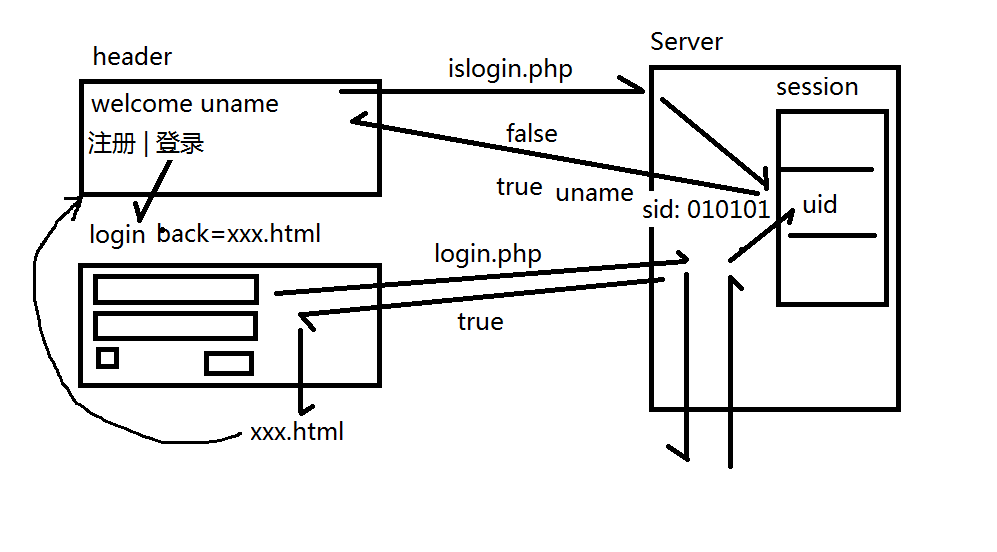 header
welcome uname
注册 | 登录
login back=xxx.html
xxx.html
islogin.php
false
true uname
login.php
true
Server
session
sid: 010101
uid